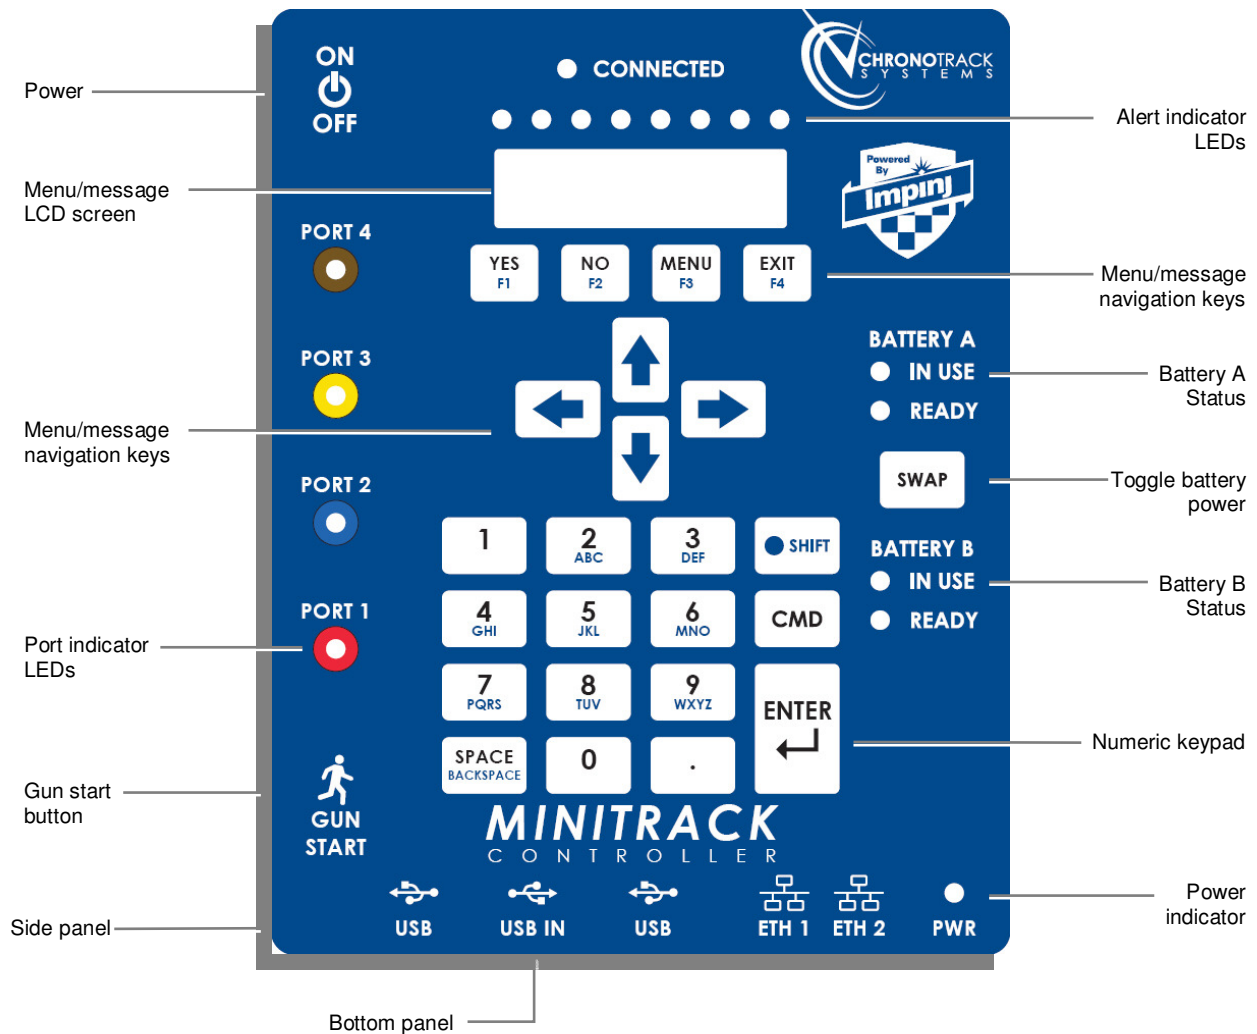 ON
OFF
CONNECTED
CHRONOTRACK
SYSTEMS
Power
Alert indicator
LEDs
Powered
By
Impinj
Menu/message
LCD screen
PORT 4
YES
F1
NO
F2
MENU
F3
EXIT
F4
Menu/message
navigation keys
BATTERY A
IN USE
READY
Battery A
Status
PORT 3
Menu/message
navigation keys
SWAP
Toggle battery
power
PORT 2
1
2
ABC
3
DEF
SHIFT
BATTERY B
IN USE
READY
Battery B
Status
PORT 1
4
GHI
5
JKL
6
MNO
CMD
Port indicator
LEDs
7
PQRS
8
TUV
9
WXYZ
ENTER
Numeric keypad
SPACE
BACKSPACE
0
.
Gun start
button
GUN
START
MINITRACK
CONTROLLER
Side panel
USB
USB IN
USB
ETH 1
ETH 2
PWR
Power
indicator
Bottom panel